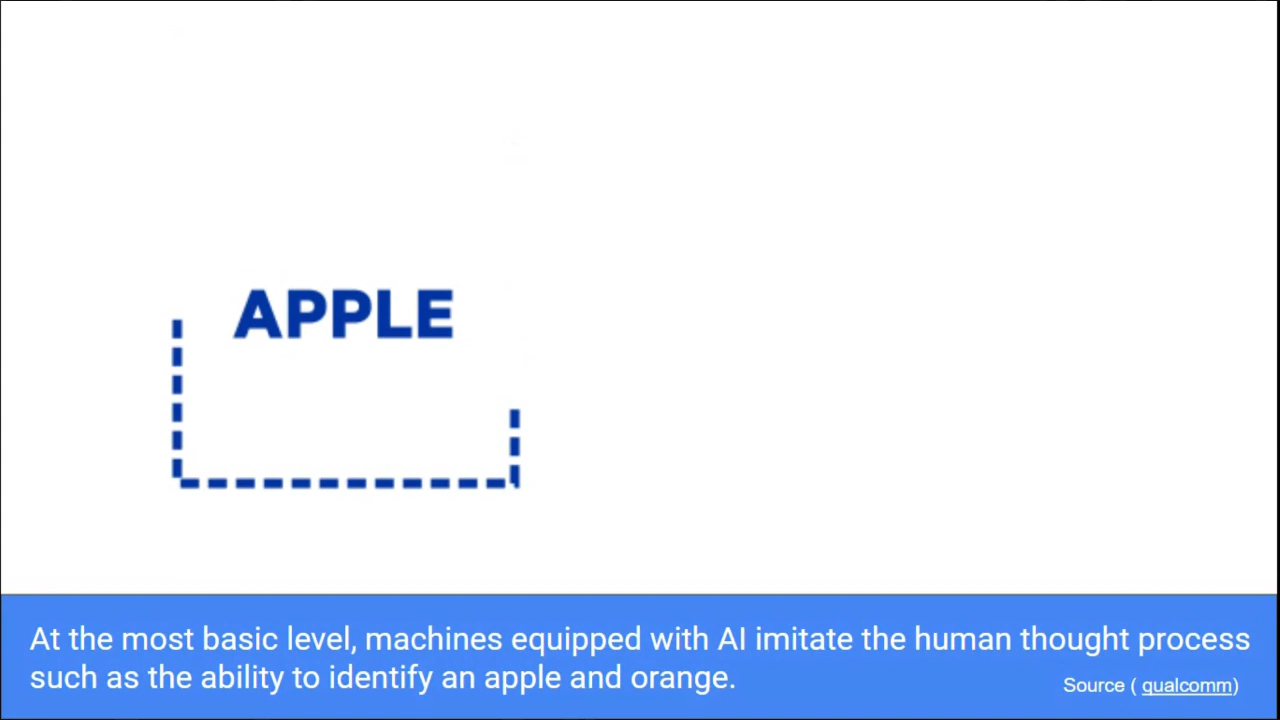 APPLE
At the most basic level, machines equipped with AI imitate the human thought process
such as the ability to identify an apple and orange.
Source ( qualcomm)